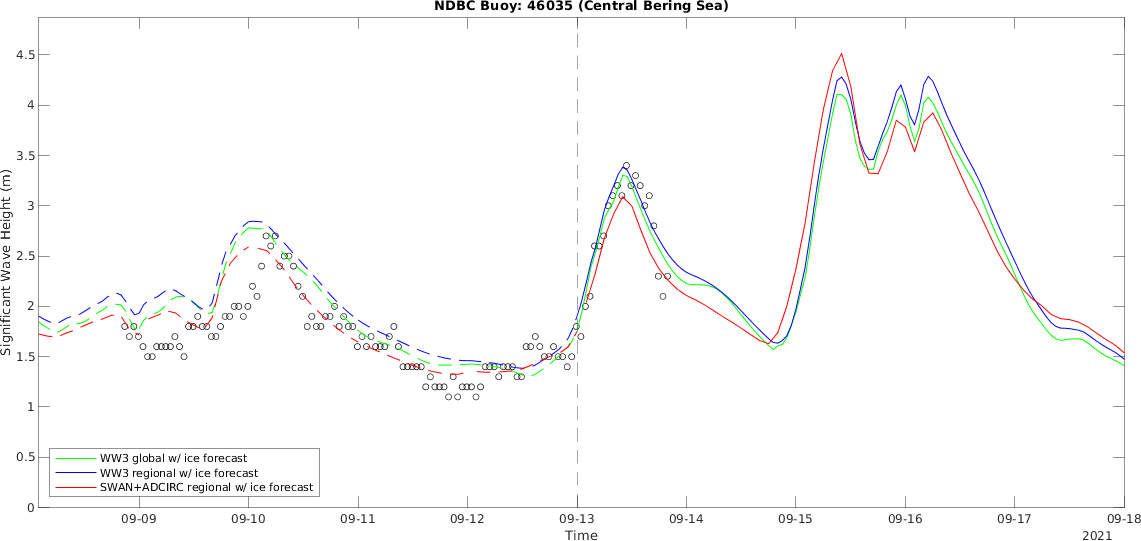 NDBC Buoy: 46035 (Central Bering Sea)
Significant Wave Height (m)
4.5
4
3.5
3
2.5
2
1.5
1
0.5
0
WW3 global w/ ice forecast
WW3 regional w/ ice forecast
SWAN+ADCIRC regional w/ ice forecast
09-09 09-10 09-11 09-12 09-13 09-14 09-15 09-16 09-17 09-18
Time
2021